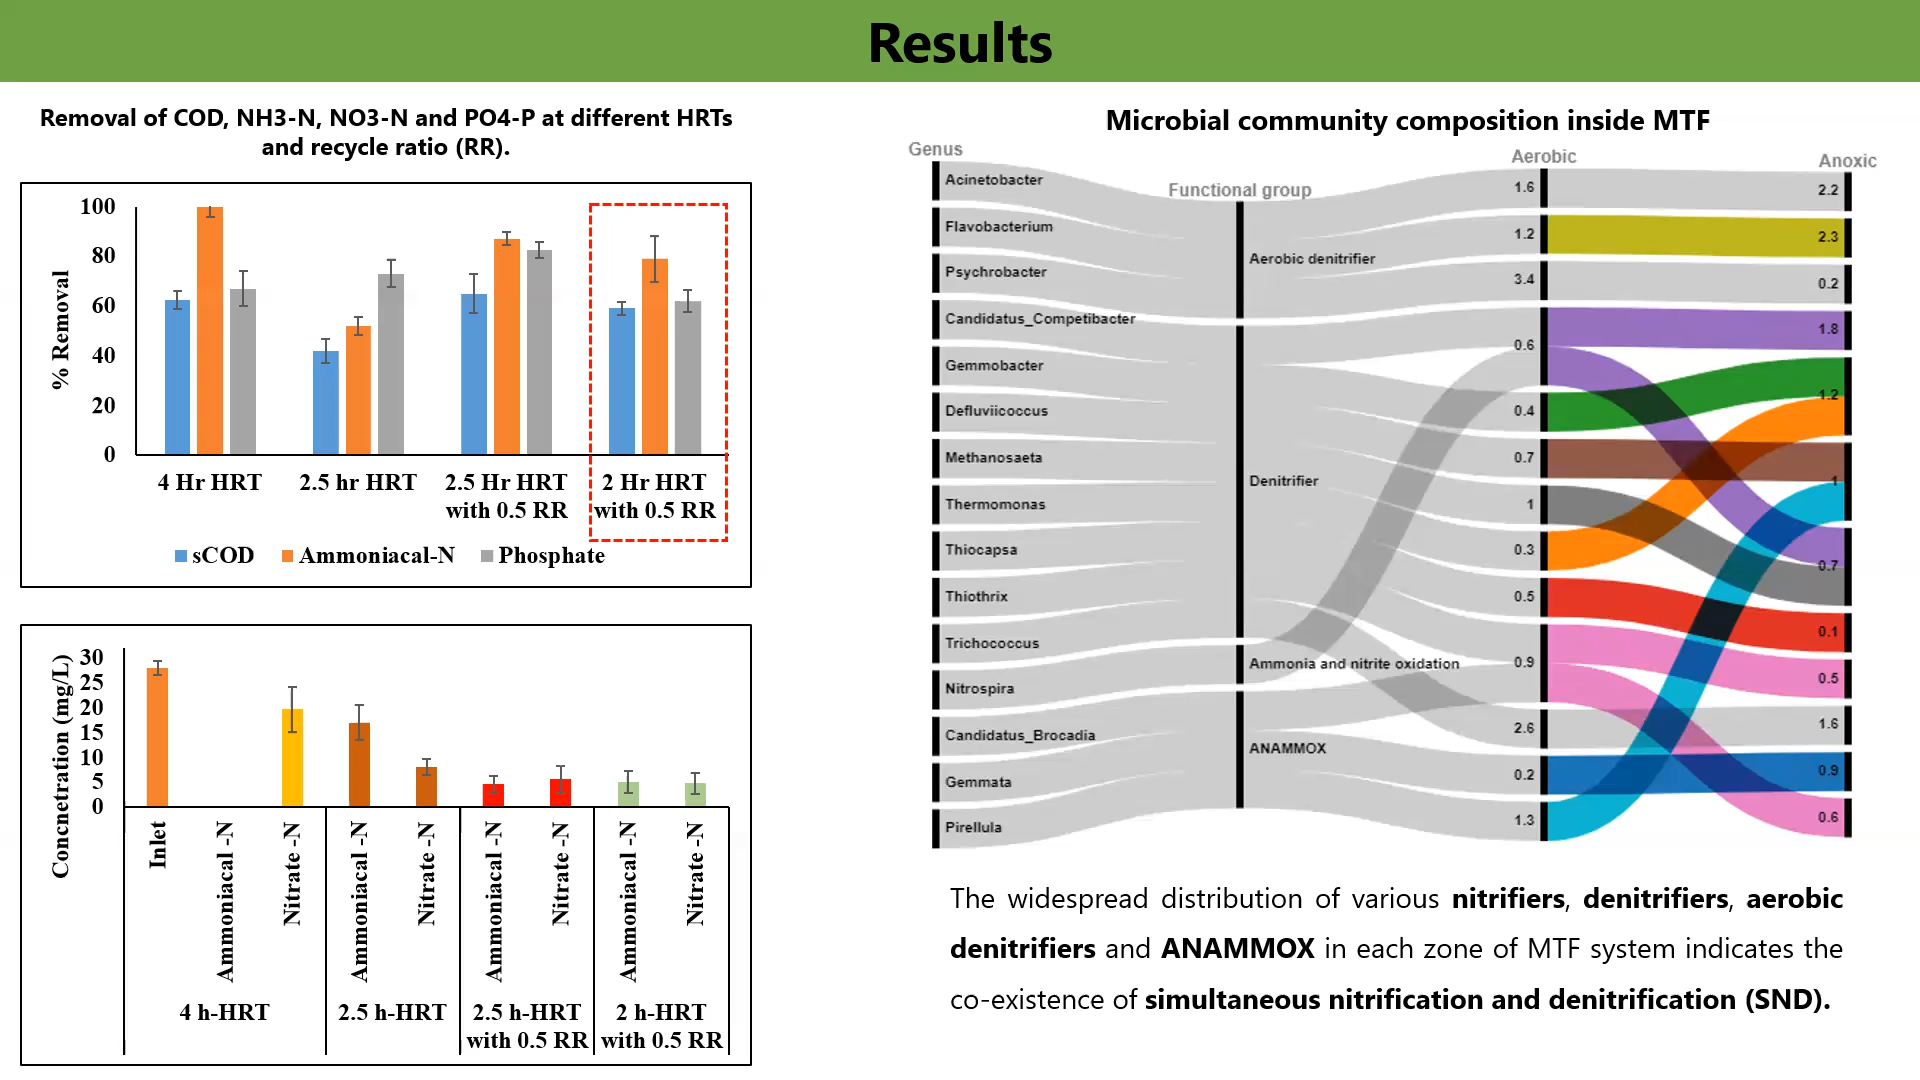 Results
Removal of COD, NH3-N, NO3-N and PO4-P at different HRTs
and recycle ratio (RR).
100
80
60
40
20
0
% Removal
4 Hr HRT
2.5 hr HRT
2.5 Hr HRT
with 0.5 RR
2 Hr HRT
with 0.5 RR
sCOD
Ammoniacal-N
Phosphate
Concnetration (mg/L)
30
25
20
15
10
5
0
Inlet
Ammoniacal -N
Nitrate -N
Ammoniacal -N
Nitrate -N
Ammoniacal -N
Nitrate -N
Ammoniacal -N
Nitrate -N
4 h-HRT
2.5 h-HRT
2.5 h-HRT
with 0.5 RR
2 h-HRT
with 0.5 RR
Microbial community composition inside MTF
Genus
Functional group
Aerobic
Anoxic
Acinetobacter
Flavobacterium
Psychrobacter
Candidatus_Competibacter
Gemmobacter
Defluviicoccus
Methanosaeta
Thermomonas
Thiocapsa
Thiothrix
Trichococcus
Nitrospira
Candidatus_Brocadia
Gemmata
Pirellula
Aerobic denitrifier
Denitrifier
Ammonia and nitrite oxidation
ANAMMOX
1.6
1.2
3.4
0.6
0.4
0.7
1
0.3
0.5
0.9
2.6
0.2
1.3
2.2
2.3
0.2
1.8
1.2
1
0.7
0.1
0.5
1.6
0.9
0.6
The widespread distribution of various nitrifiers, denitrifiers, aerobic
denitrifiers and ANAMMOX in each zone of MTF system indicates the
co-existence of simultaneous nitrification and denitrification (SND).